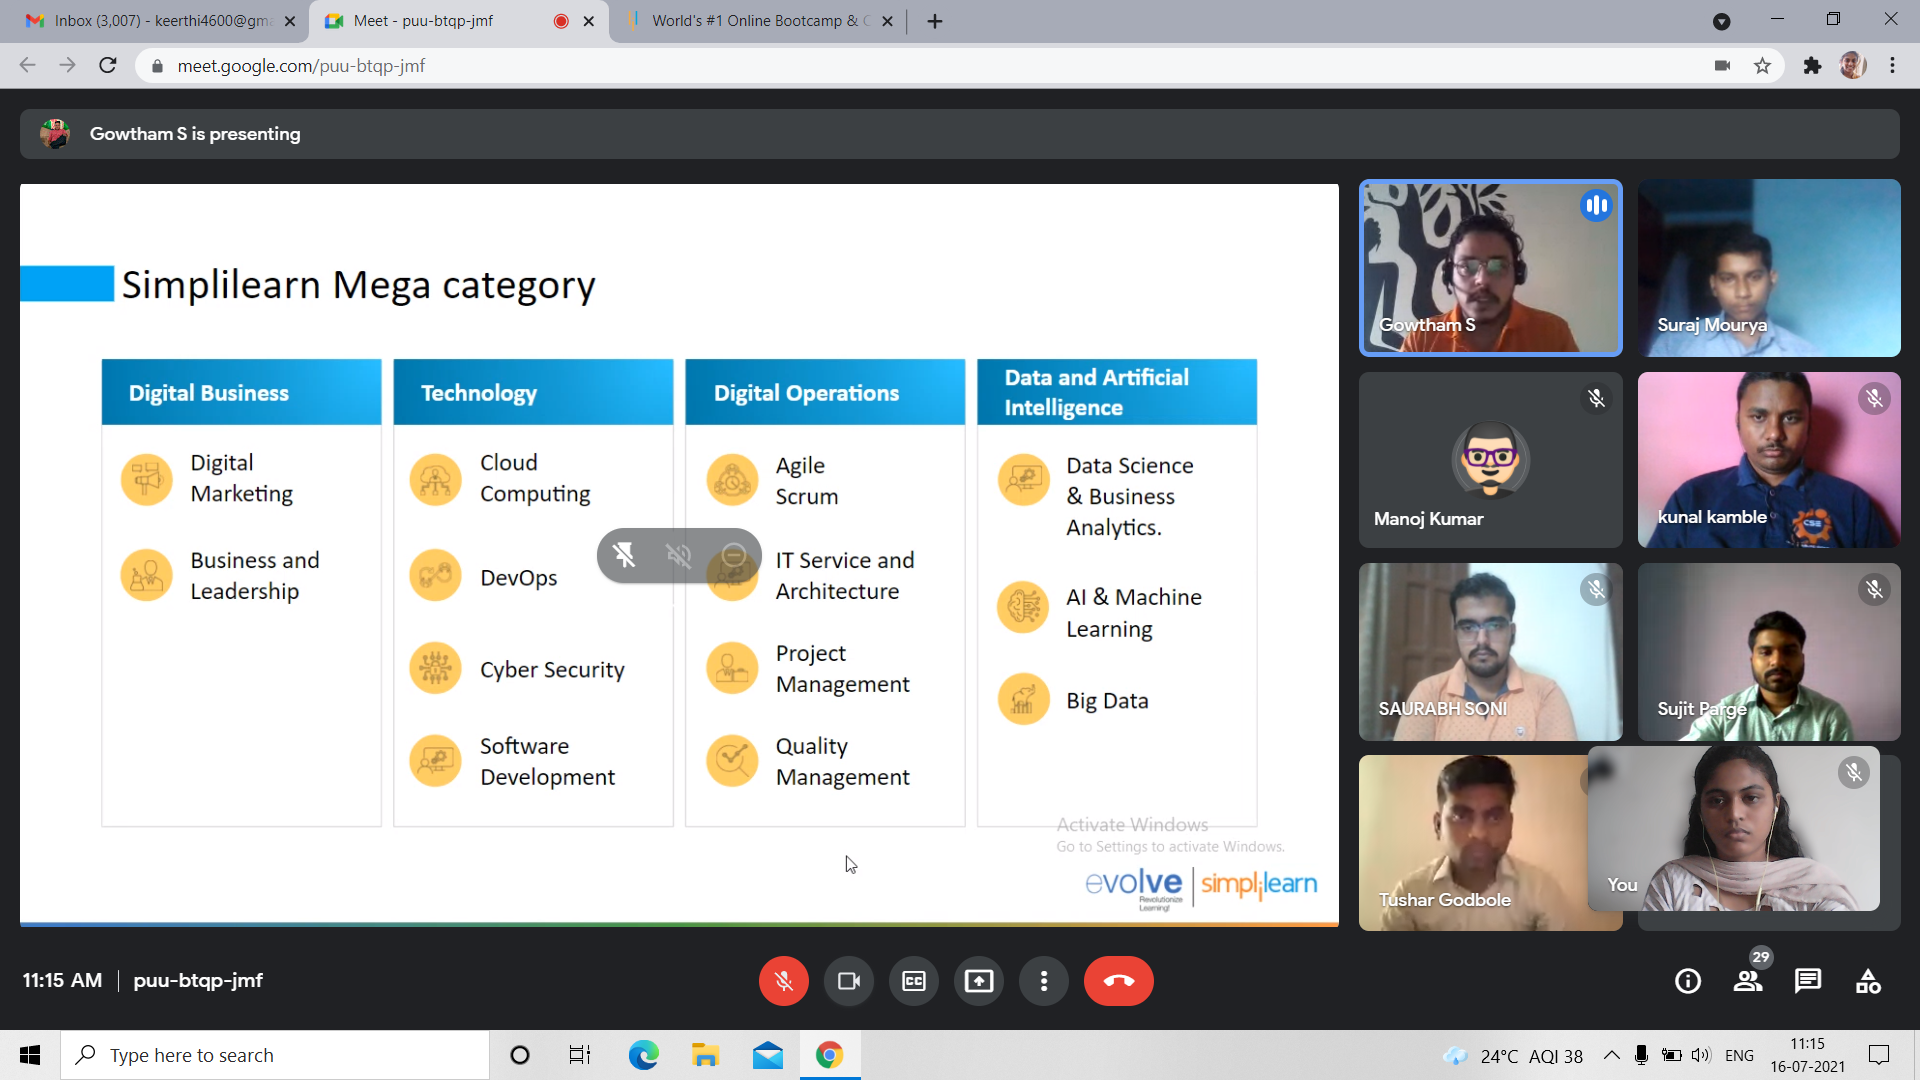 Inbox (3,007) - keerthi4600@gma
Meet - puu-btqp-jmf
World's #1 Online Bootcamp & C
meet.google.com/puu-btqp-jmf
Gowtham S is presenting
Simplilearn Mega category
Digital Business
Digital
Marketing
Business and
Leadership
Technology
Cloud
Computing
DevOps
Cyber Security
Software
Development
Digital Operations
Agile
Scrum
IT Service and
Architecture
Project
Management
Quality
Management
Data and Artificial
Intelligence
Data Science
& Business
Analytics.
AI & Machine
Learning
Big Data
Activate Windows
Go to Settings to activate Windows.
evolve
Revolutionize
Learning!
simplilearn
Gowtham S
Suraj Mourya
Manoj Kumar
kunal kamble
CSE
SAURABH SONI
Sujit Parge
Tushar Godbole
You
11:15 AM
puu-btqp-jmf
CC
29
Type here to search
24°C AQI 38
ENG
11:15
16-07-2021